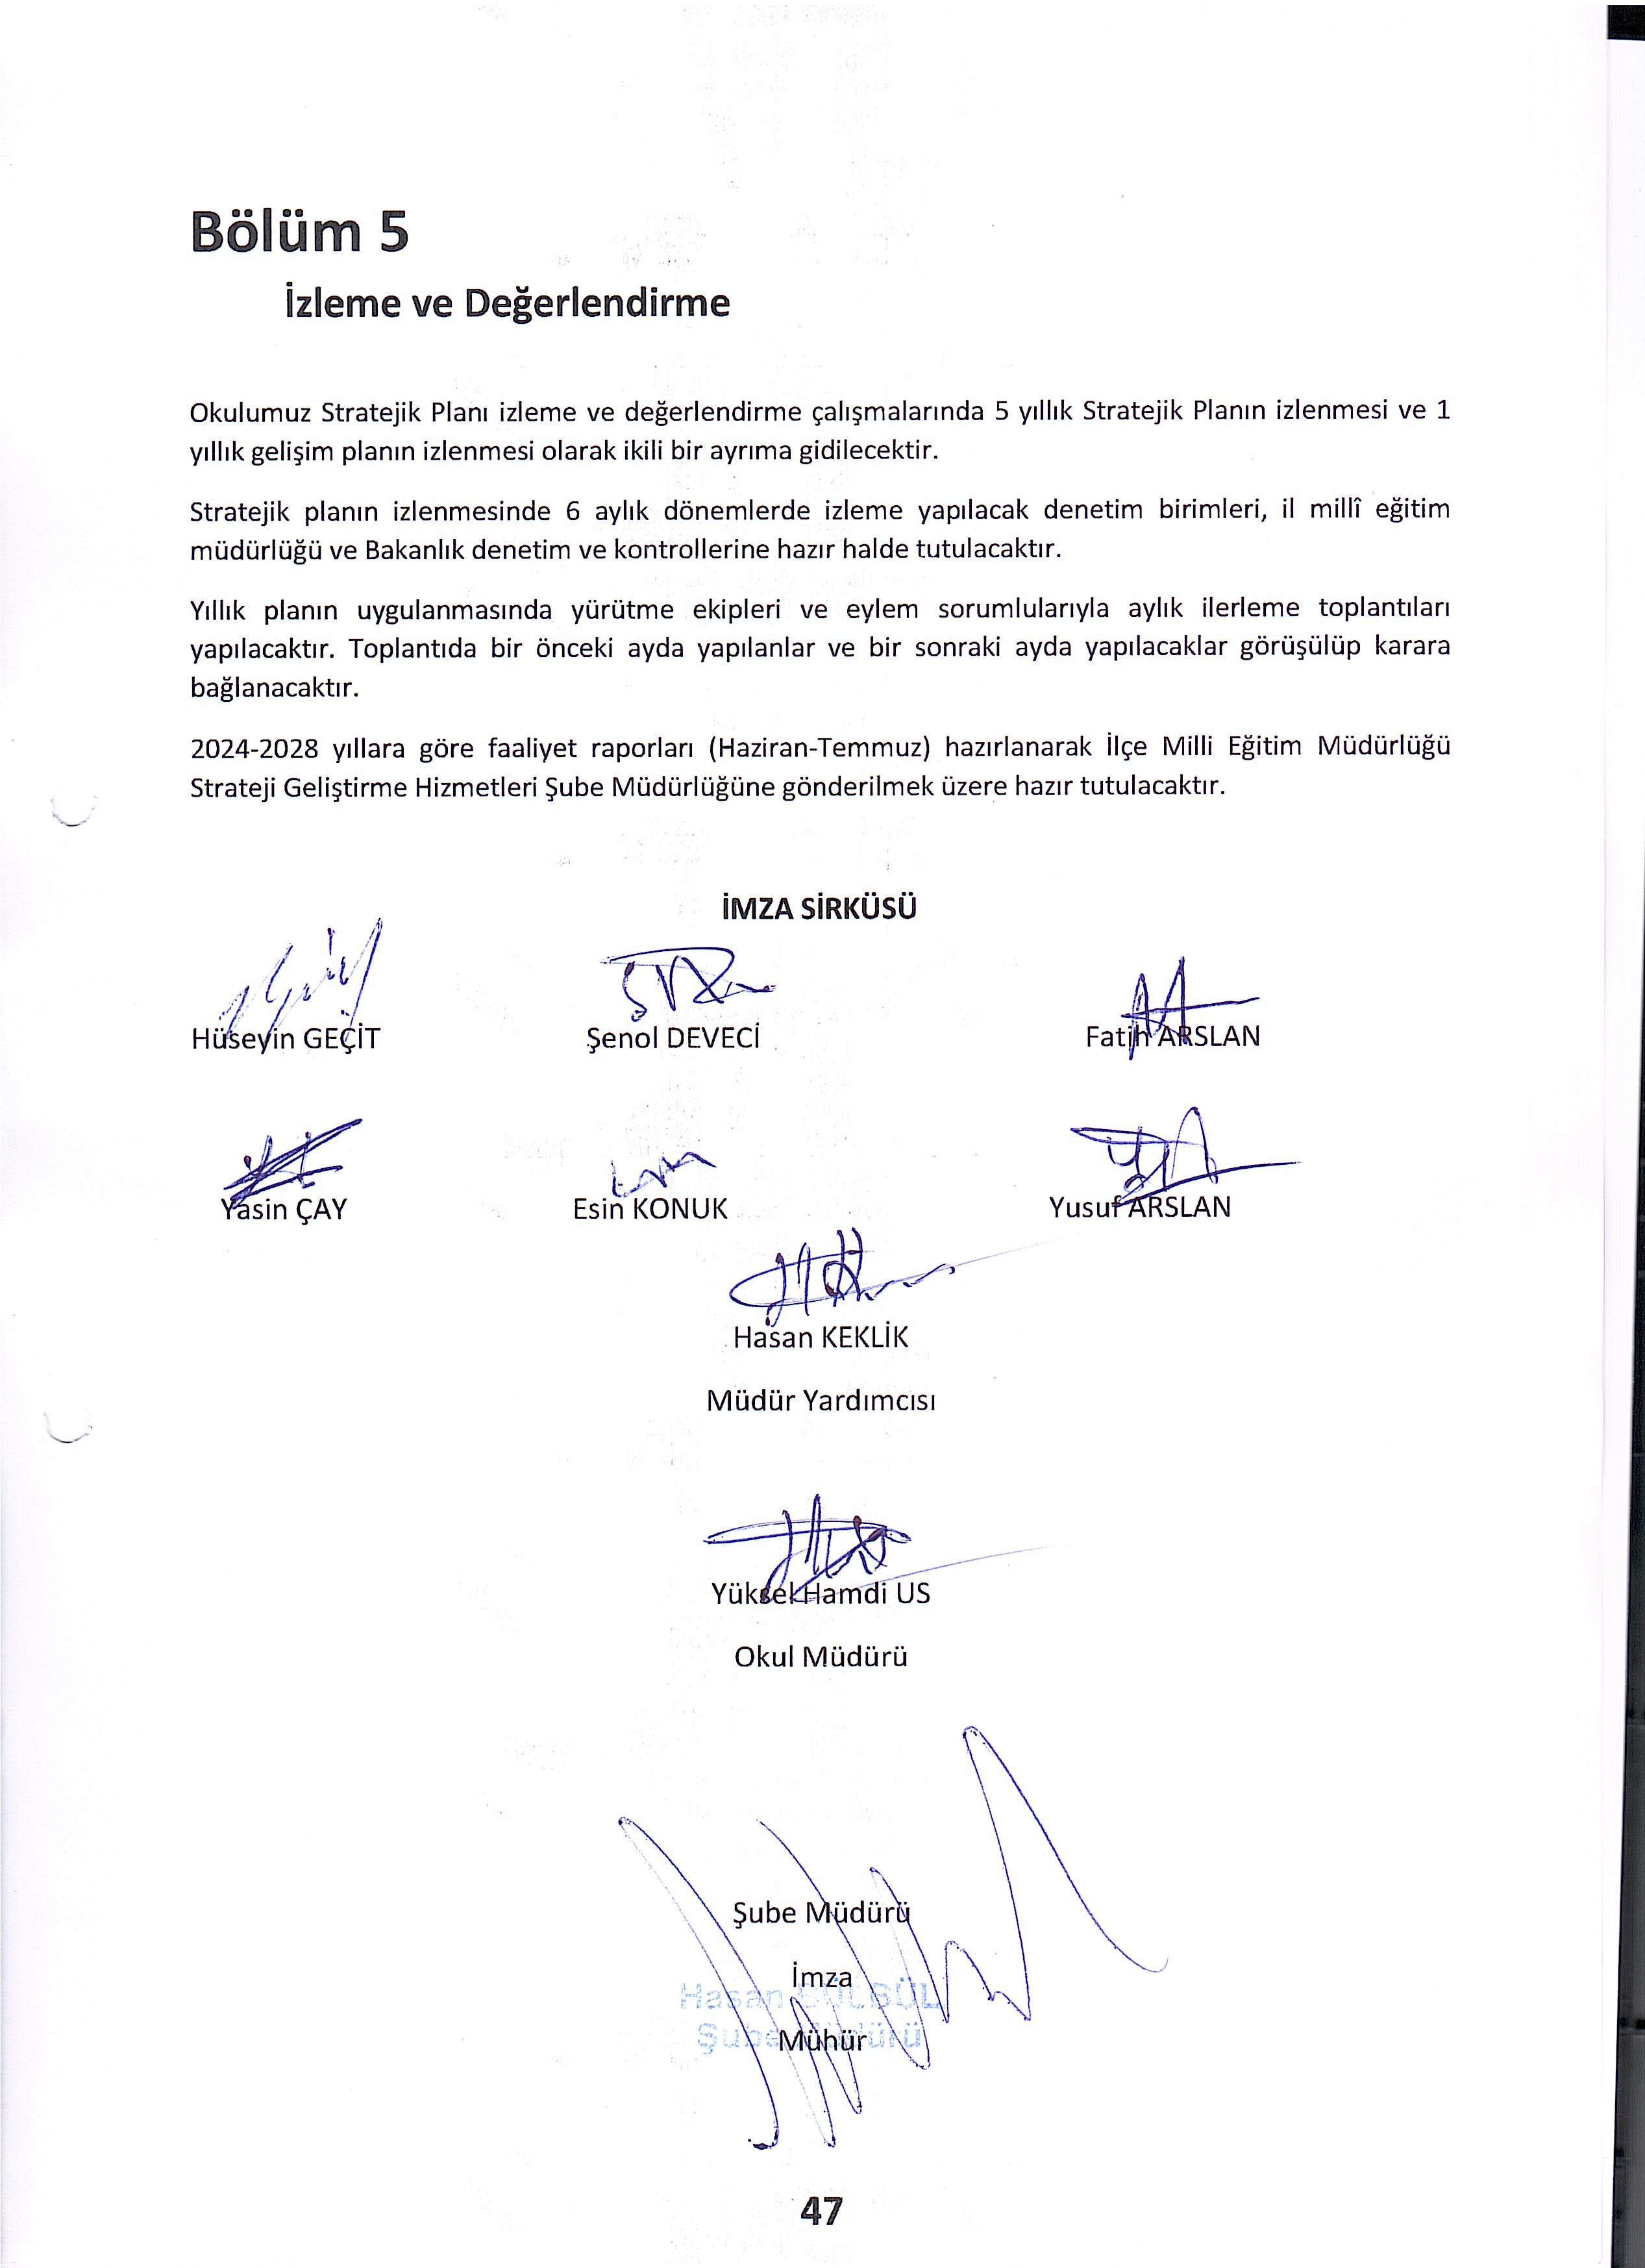 Bölüm 5
İzleme ve Değerlendirme
Okulumuz Stratejik Planı izleme ve değerlendirme çalışmalarında 5 yıllık Stratejik Planın izlenmesi ve 1
yıllık gelişim planın izlenmesi olarak ikili bir ayrıma gidilecektir.
Stratejik planın izlenmesinde 6 aylık dönemlerde izleme yapılacak denetim birimleri, il millî eğitim
müdürlüğü ve Bakanlık denetim ve kontrollerine hazır halde tutulacaktır.
Yıllık planın uygulanmasında yürütme ekipleri ve eylem sorumlularıyla aylık ilerleme toplantıları
yapılacaktır. Toplantıda bir önceki ayda yapılanlar ve bir sonraki ayda yapılacaklar görüşülüp karara
bağlanacaktır.
2024-2028 yıllara göre faaliyet raporları (Haziran-Temmuz) hazırlanarak İlçe Milli Eğitim Müdürlüğü
Strateji Geliştirme Hizmetleri Şube Müdürlüğüne gönderilmek üzere hazır tutulacaktır.
İMZA SİRKÜSÜ
Hüseyin GEÇİT Şenol DEVECİ Fatih ARSLAN
Yasin ÇAY Esin KONUK Yusuf ARSLAN
Hasan KEKLİK
Müdür Yardımcısı
Yüksel Hamdi US
Okul Müdürü
Şube Müdürü
İmza
Hasan
Şube Müdürü
Mühür
47